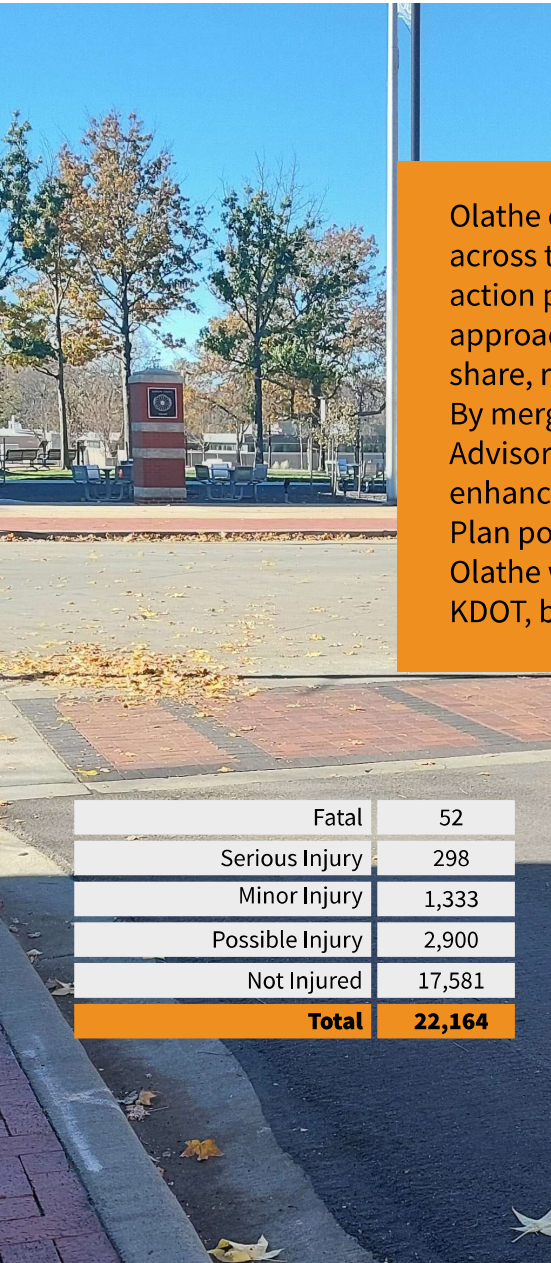 Olathe
across t
action p
approac
share, r
By merg
Advisor
enhanc
Plan po
Olathe
KDOT, b
Fatal 52
Serious Injury 298
Minor Injury 1,333
Possible Injury 2,900
Not Injured 17,581
Total 22,164